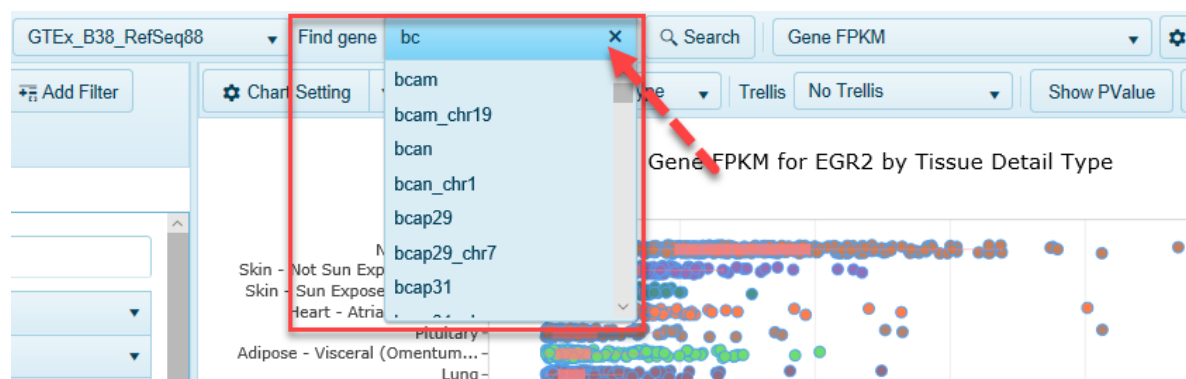 GTEx_B38_RefSeq88 Find gene bc Search Gene FPKM
Add Filter Chart Setting Trellis No Trellis Show PValue
bcam
bcam_chr19
bcan
bcan_chr1
bcap29
bcap29_chr7
bcap31
Gene FPKM for EGR2 by Tissue Detail Type
Skin - Not Sun Exp
Skin - Sun Expose
Heart - Atria
Pituitary
Adipose - Visceral (Omentum...
Lung